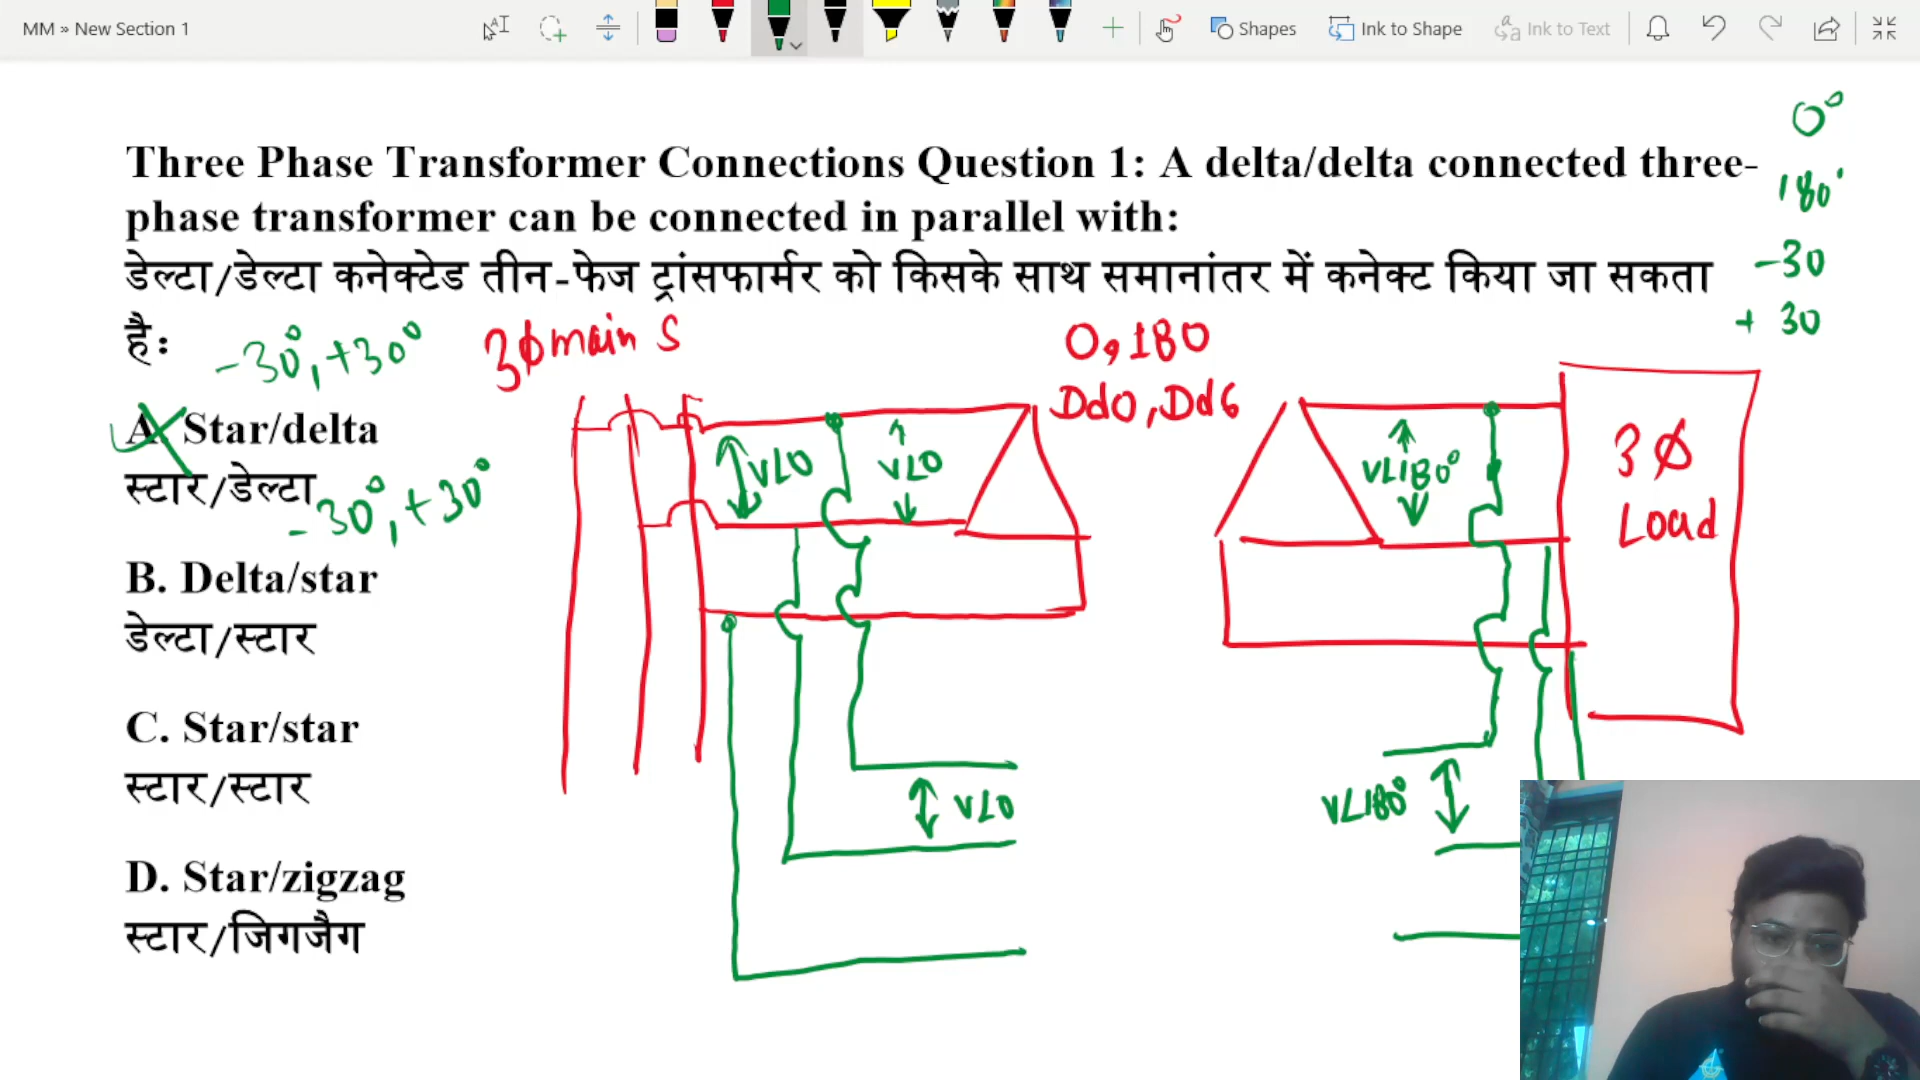 MM » New Section 1
Shapes
Ink to Shape
Ink to Text
Three Phase Transformer Connections Question 1: A delta/delta connected three-
phase transformer can be connected in parallel with:
डेल्टा/डेल्टा कनेक्टेड तीन-फेज ट्रांसफार्मर को किसके साथ समानांतर में कनेक्ट किया जा सकता
है:
0°
180°
-30
+ 30
-30°, +30°
3ϕ main S
0, 180
Dd0, Dd6
A. Star/delta
स्टार/डेल्टा
-30°, +30°
B. Delta/star
डेल्टा/स्टार
C. Star/star
स्टार/स्टार
D. Star/zigzag
स्टार/जिगजैग
VL0
VL0
VL180°
3ϕ
Load
VL0
VL180°